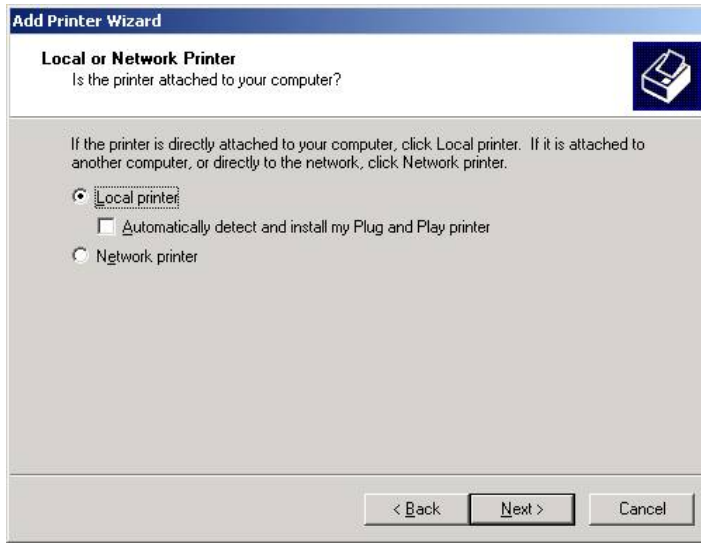 Add Printer Wizard
Local or Network Printer
Is the printer attached to your computer?
If the printer is directly attached to your computer, click Local printer.  If it is attached to
another computer, or directly to the network, click Network printer.
Local printer
Automatically detect and install my Plug and Play printer
Network printer
< Back Next > Cancel